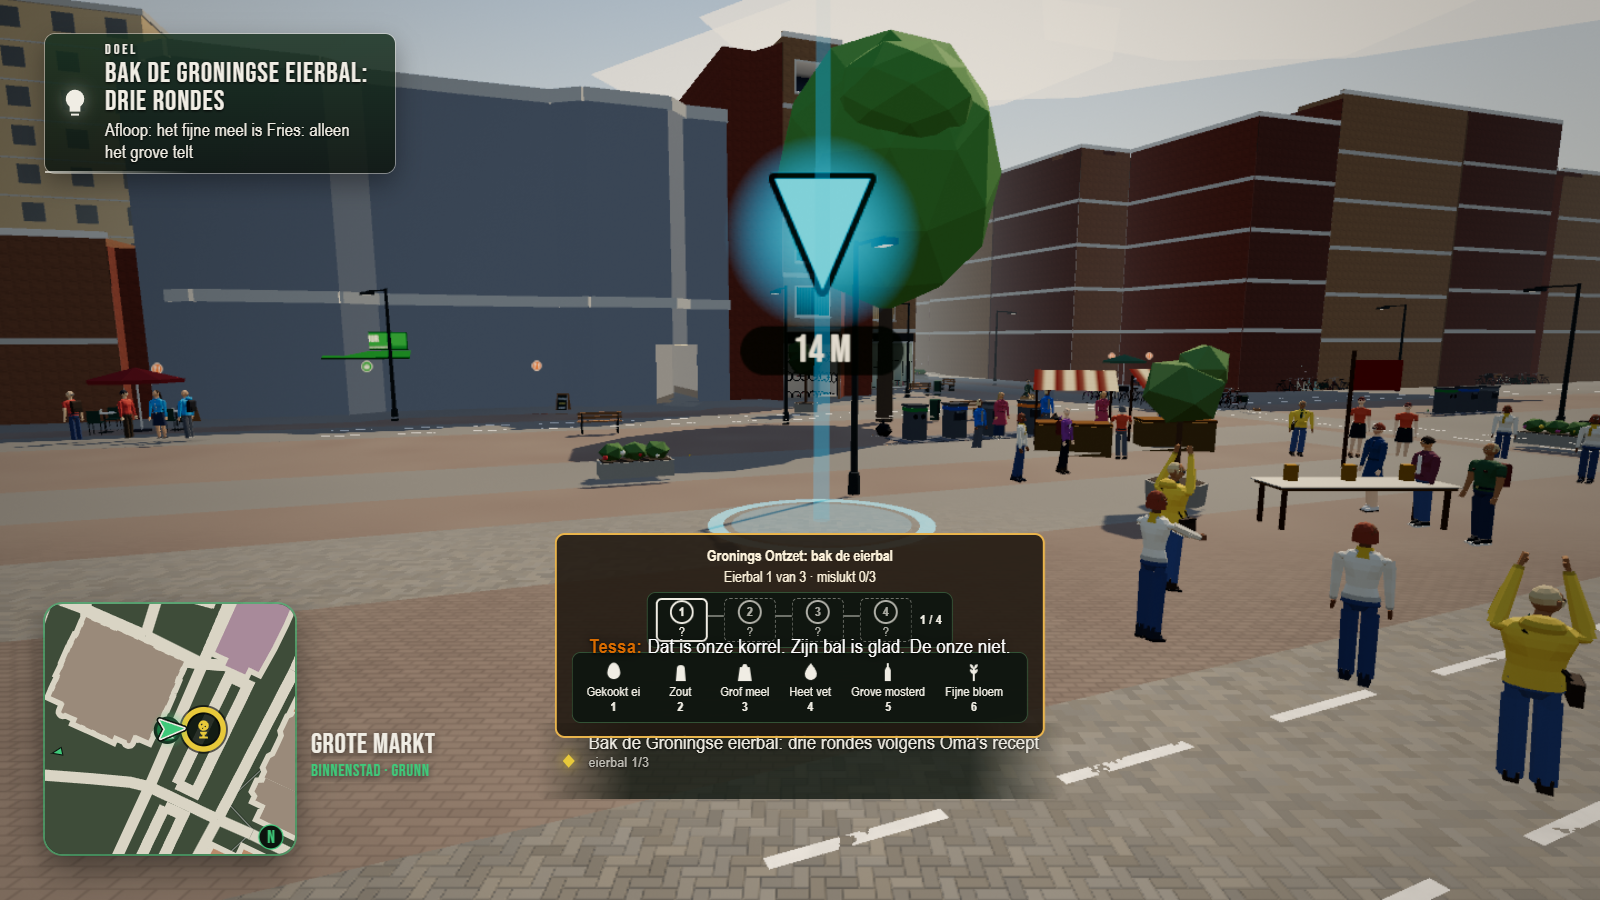 DOEL
BAK DE GRONINGSE EIERBAL:
DRIE RONDES
Afloop: het fijne meel is Fries: alleen
het grove telt
14 M
Gronings Ontzet: bak de eierbal
Eierbal 1 van 3 · mislukt 0/3
1 2 3 4
? ? ? ? 1 / 4
Tessa: Dat is onze korrel. Zijn bal is glad. De onze niet.
Gekookt ei Zout Grof meel Heet vet Grove mosterd Fijne bloem
1 2 3 4 5 6
Bak de Groningse eierbal: drie rondes volgens Oma's recept
eierbal 1/3
GROTE MARKT
BINNENSTAD · GRUNN
N